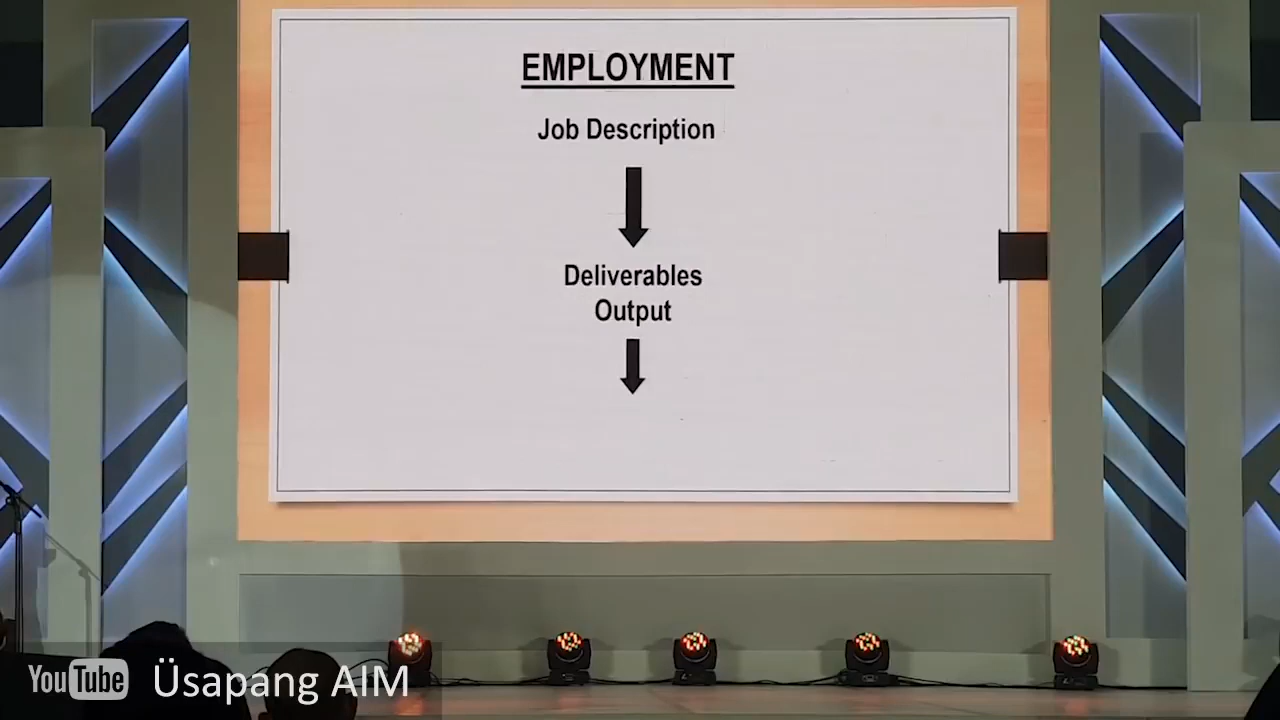 EMPLOYMENT
Job Description
Deliverables
Output
YouTube Üsapang AIM